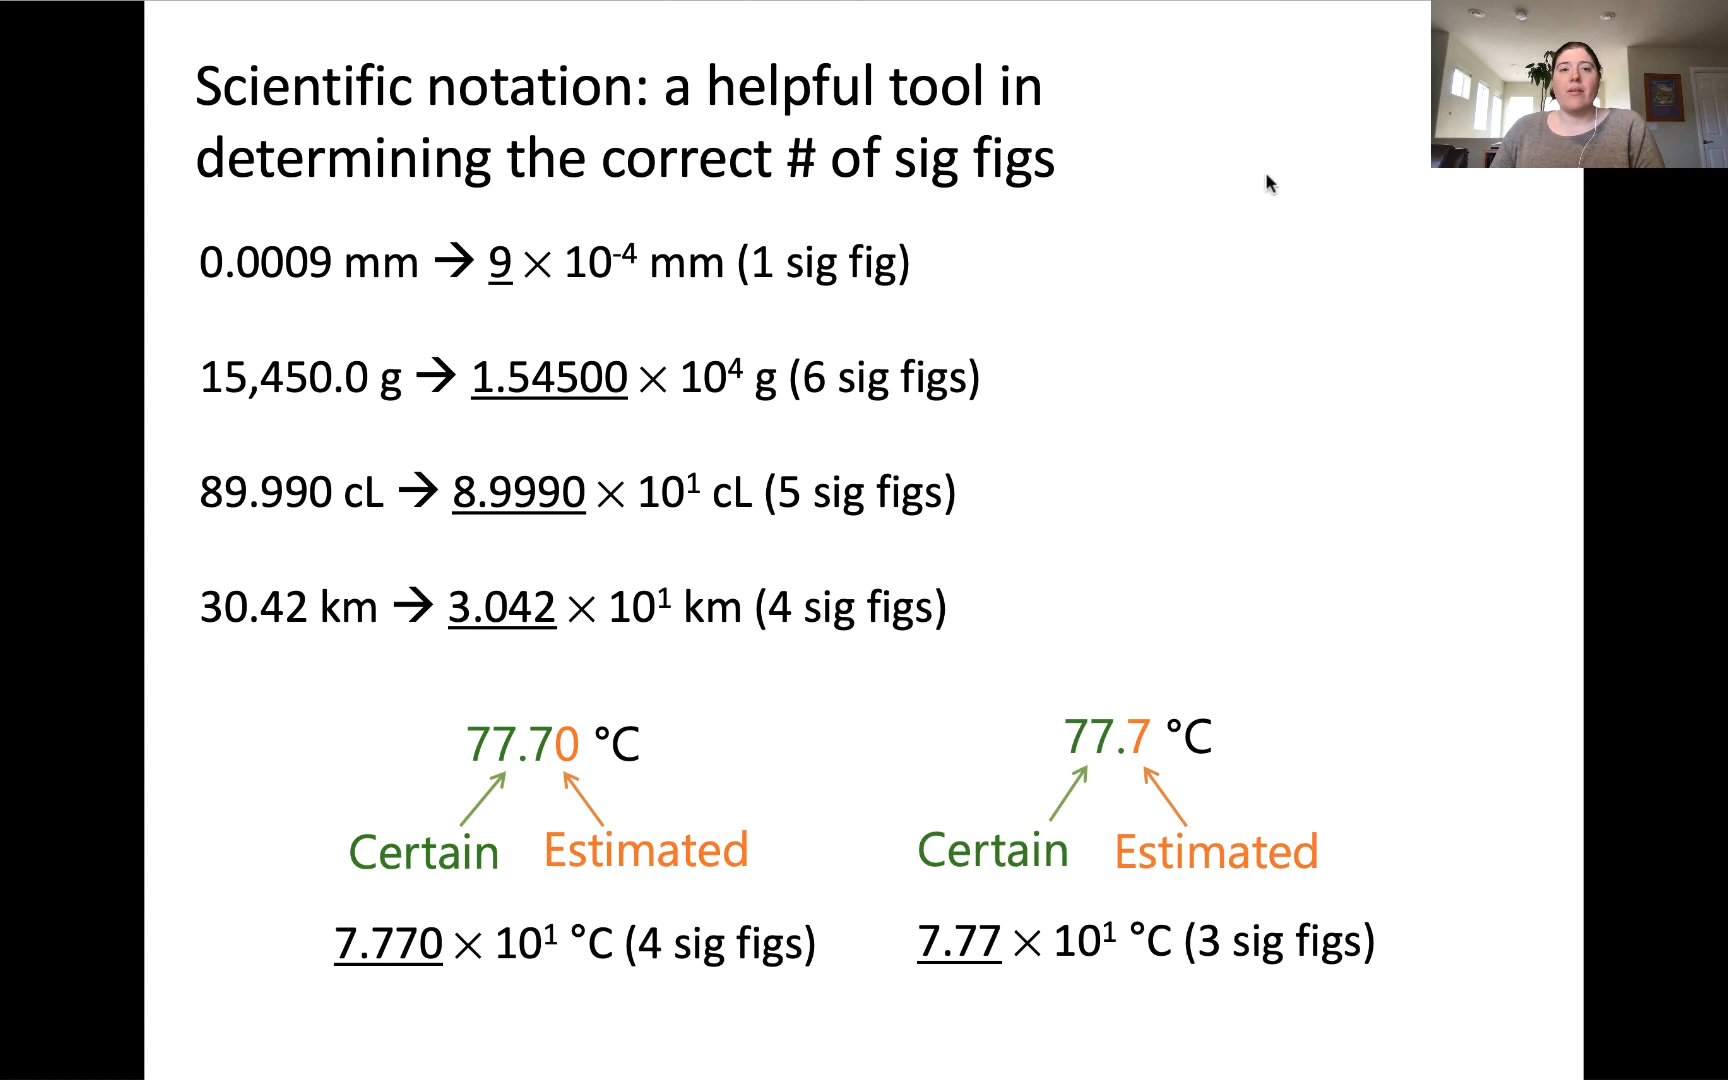 Scientific notation: a helpful tool in
determining the correct # of sig figs
0.0009 mm → 9 × 10⁻⁴ mm (1 sig fig)
15,450.0 g → 1.54500 × 10⁴ g (6 sig figs)
89.990 cL → 8.9990 × 10¹ cL (5 sig figs)
30.42 km → 3.042 × 10¹ km (4 sig figs)
77.70 °C
Certain Estimated
7.770 × 10¹ °C (4 sig figs)
77.7 °C
Certain Estimated
7.77 × 10¹ °C (3 sig figs)